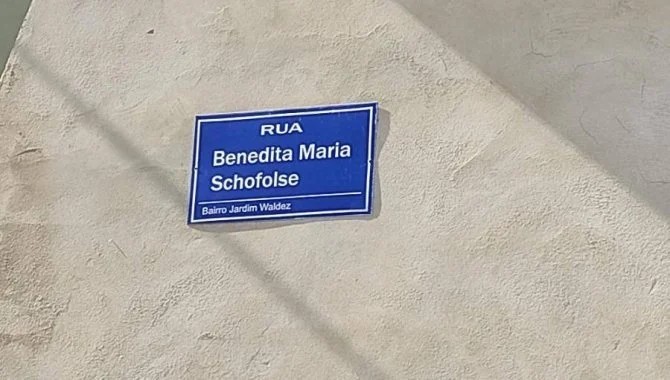 RUA
Benedita Maria
Schofolse
Bairro Jardim Waldez